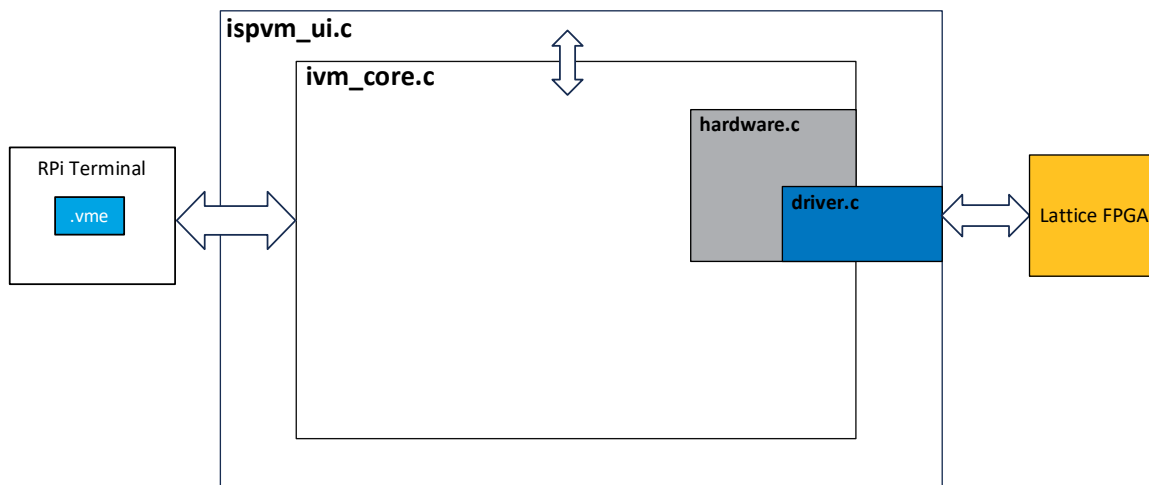 ispvm_ui.c
ivm_core.c
hardware.c
RPi Terminal
.vme
driver.c
Lattice FPGA